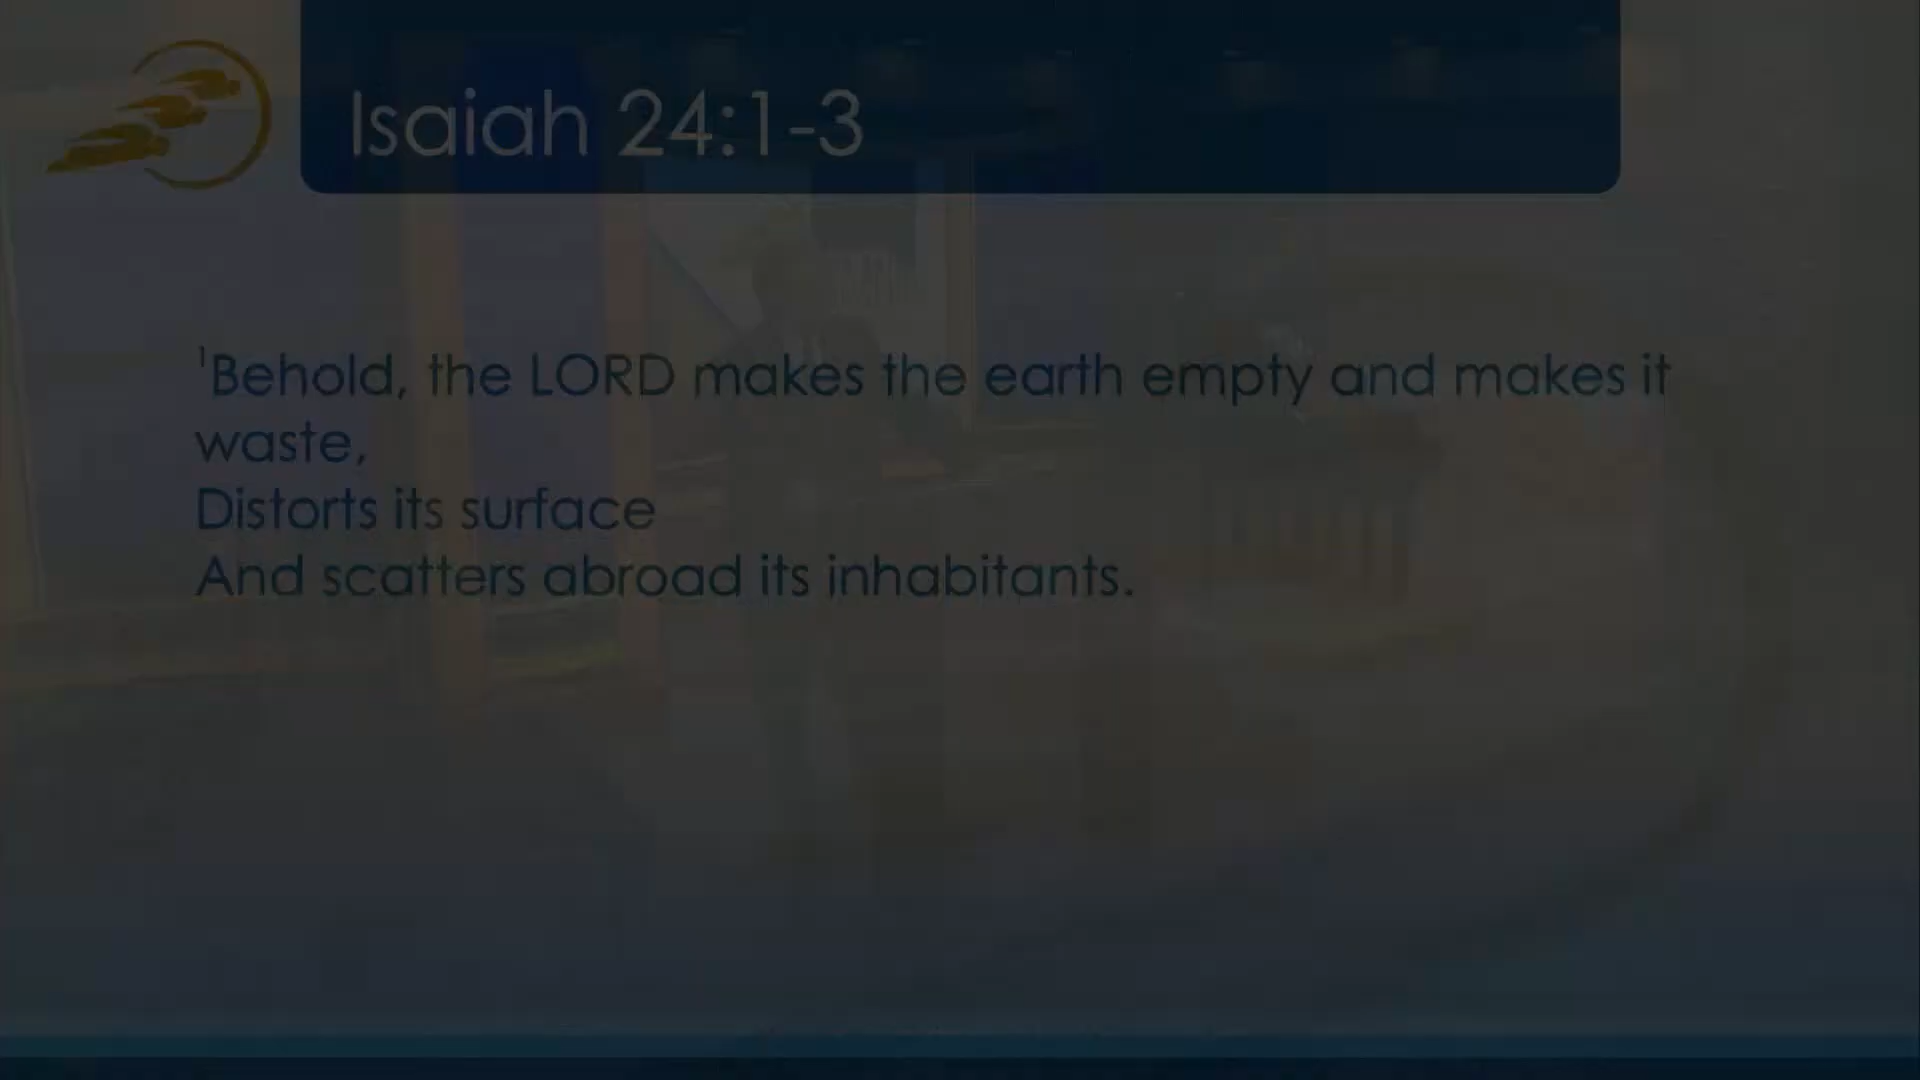 Isaiah 24:1-3
¹Behold, the LORD makes the earth empty and makes it
waste,
Distorts its surface
And scatters abroad its inhabitants.